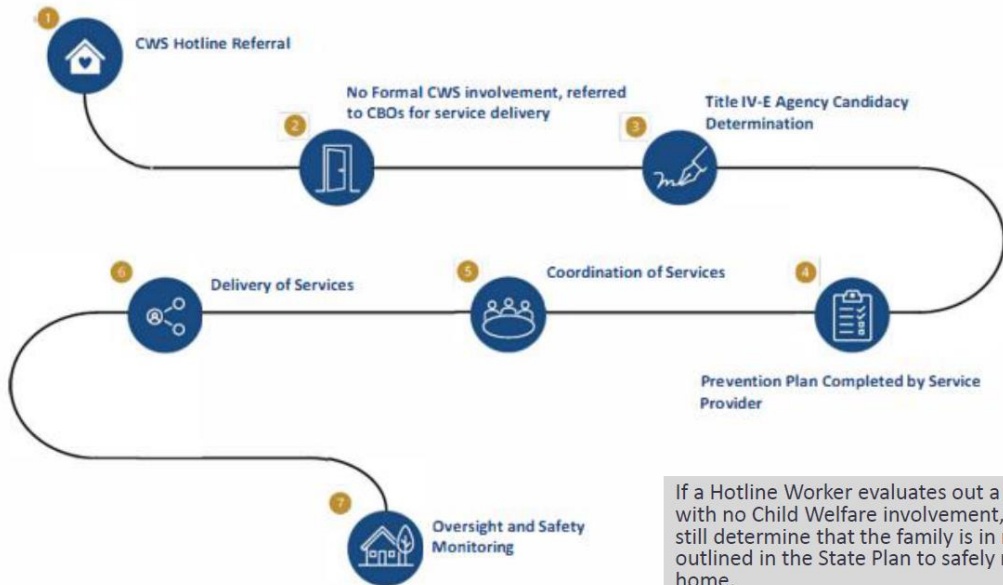 1
CWS Hotline Referral
2
No Formal CWS involvement, referred
to CBOs for service delivery
3
Title IV-E Agency Candidacy
Determination
4
Prevention Plan Completed by Service
Provider
5
Coordination of Services
6
Delivery of Services
7
Oversight and Safety
Monitoring
If a Hotline Worker evaluates out a
with no Child Welfare involvement,
still determine that the family is in
outlined in the State Plan to safely
home.